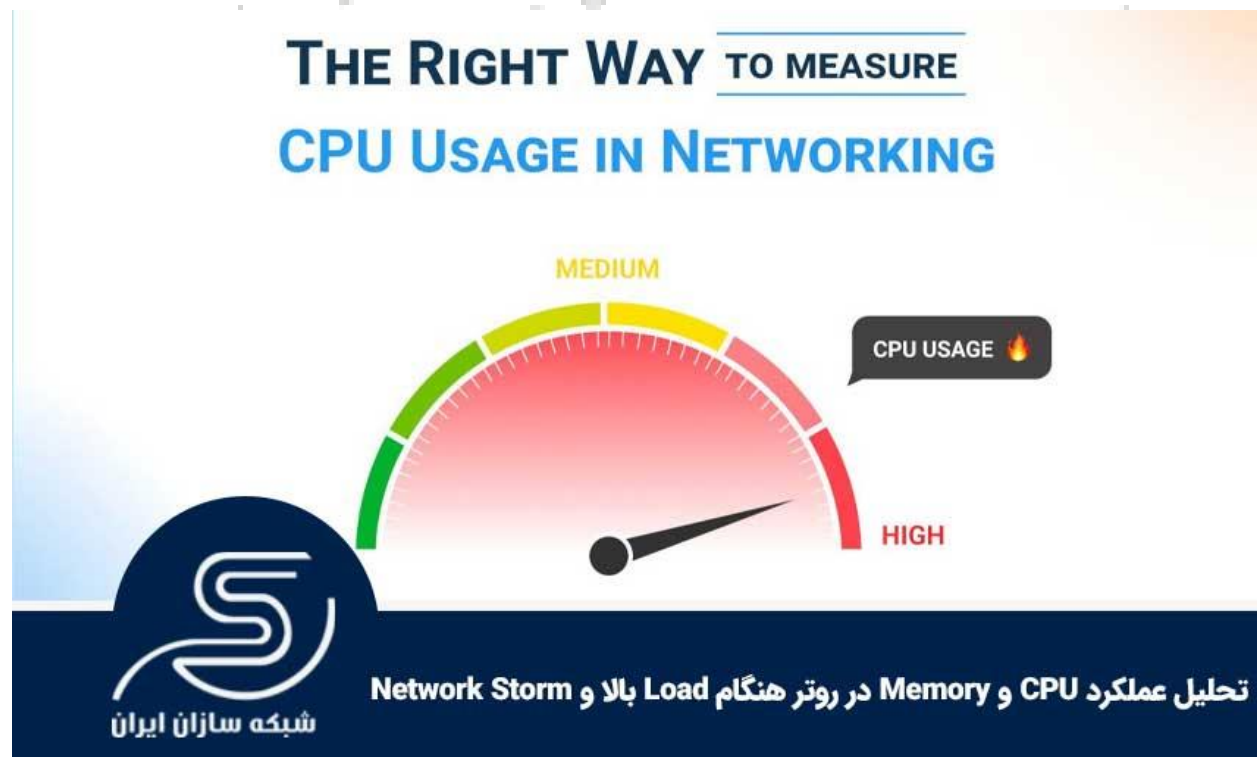 THE RIGHT WAY TO MEASURE
CPU USAGE IN NETWORKING
MEDIUM
CPU USAGE 🔥
HIGH
تحلیل عملکرد CPU و Memory در روتر هنگام Load بالا و Network Storm
شبکه سازان ایران